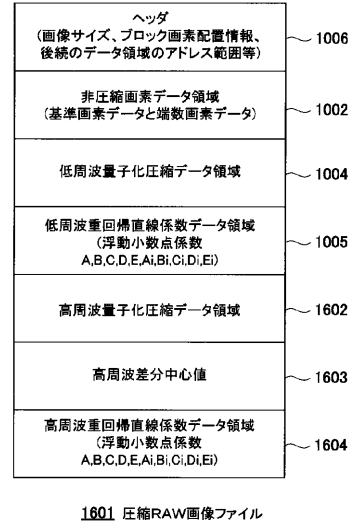 ヘッダ
(画像サイズ、ブロック画素配置情報、
後続のデータ領域のアドレス範囲等)
1006
非圧縮画素データ領域
(基準画素データと端数画素データ)
1002
低周波量子化圧縮データ領域
1004
低周波重回帰直線係数データ領域
(浮動小数点係数
A,B,C,D,E,Ai,Bi,Ci,Di,Ei)
1005
高周波量子化圧縮データ領域
1602
高周波差分中心値
1603
高周波重回帰直線係数データ領域
(浮動小数点係数
A,B,C,D,E,Ai,Bi,Ci,Di,Ei)
1604
1601 圧縮RAW画像ファイル